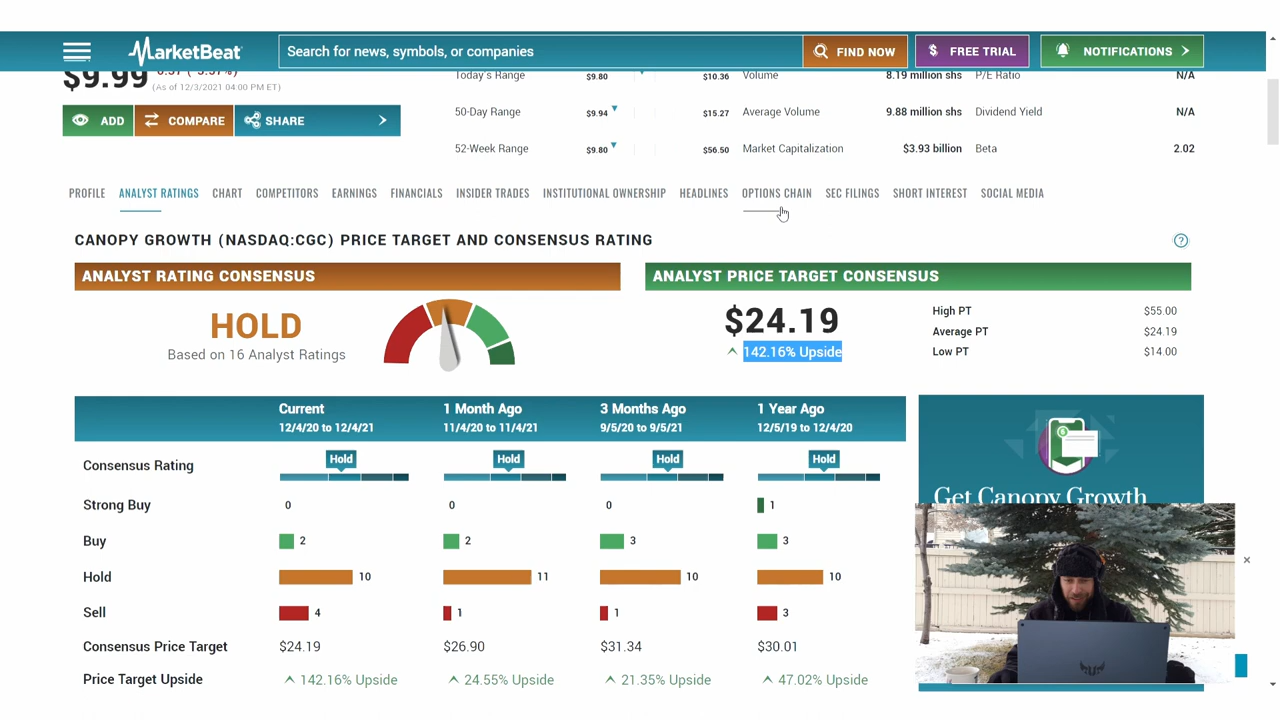 MarketBeat
Search for news, symbols, or companies
FIND NOW
$ FREE TRIAL
NOTIFICATIONS
$9.99
(As of 12/3/2021 04:00 PM ET)
Today's Range $9.80 $10.36 Volume 8.19 million shs P/E Ratio N/A
ADD COMPARE SHARE
50-Day Range $9.94 $15.27 Average Volume 9.88 million shs Dividend Yield N/A
52-Week Range $9.80 $56.50 Market Capitalization $3.93 billion Beta 2.02
PROFILE ANALYST RATINGS CHART COMPETITORS EARNINGS FINANCIALS INSIDER TRADES INSTITUTIONAL OWNERSHIP HEADLINES OPTIONS CHAIN SEC FILINGS SHORT INTEREST SOCIAL MEDIA
CANOPY GROWTH (NASDAQ:CGC) PRICE TARGET AND CONSENSUS RATING ?
ANALYST RATING CONSENSUS
HOLD
Based on 16 Analyst Ratings
ANALYST PRICE TARGET CONSENSUS
$24.19
142.16% Upside
High PT $55.00
Average PT $24.19
Low PT $14.00
Current 1 Month Ago 3 Months Ago 1 Year Ago
12/4/20 to 12/4/21 11/4/20 to 11/4/21 9/5/20 to 9/5/21 12/5/19 to 12/4/20
Consensus Rating Hold Hold Hold Hold
Strong Buy 0 0 0 1
Buy 2 2 3 3
Hold 10 11 10 10
Sell 4 1 1 3
Consensus Price Target $24.19 $26.90 $31.34 $30.01
Price Target Upside 142.16% Upside 24.55% Upside 21.35% Upside 47.02% Upside
Get Canopy Growth